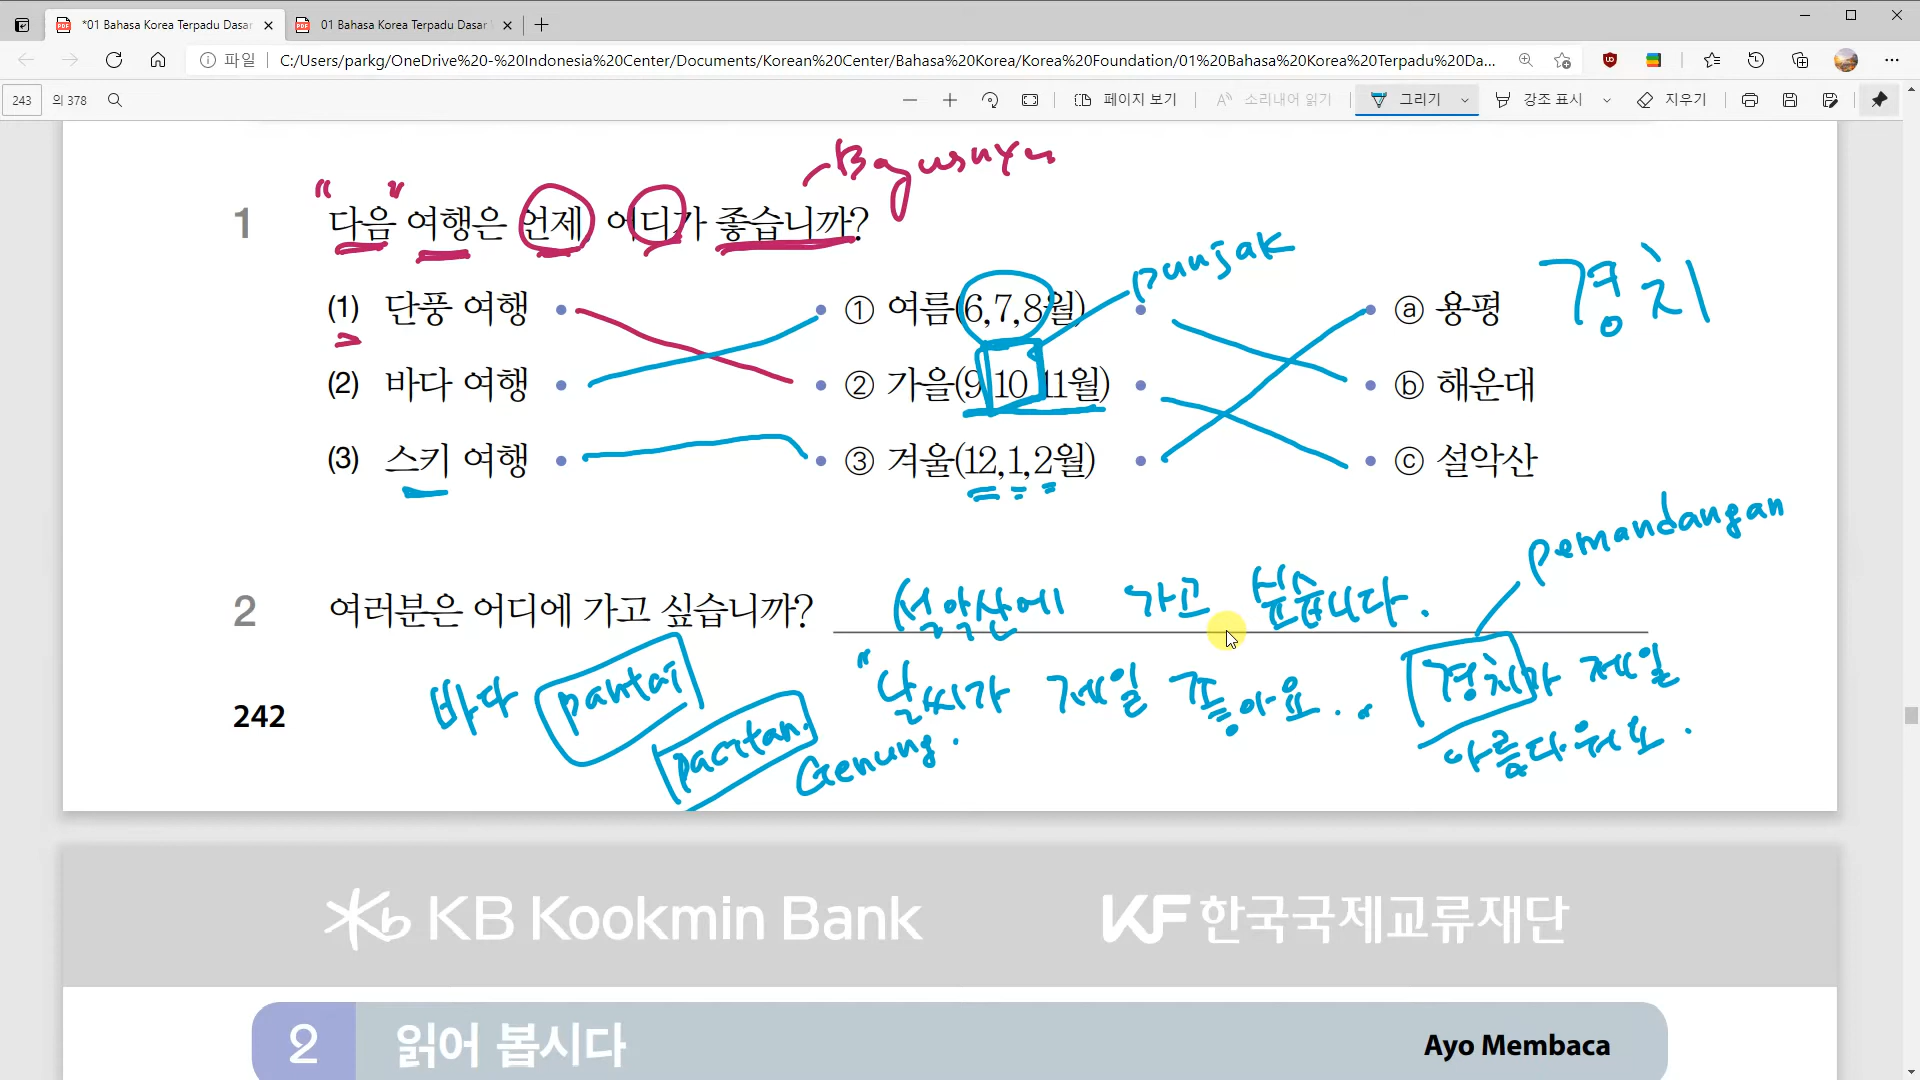 *01 Bahasa Korea Terpadu Dasar
01 Bahasa Korea Terpadu Dasar
파일
C:/Users/parkg/OneDrive%20-%20Indonesia%20Center/Documents/Korean%20Center/Bahasa%20Korea/Korea%20Foundation/01%20Bahasa%20Korea%20Terpadu%20Da...
243 의 378
페이지 보기
소리내어 읽기
그리기
강조 표시
지우기
Bagusnya
1 "다음" 여행은 언제, 어디가 좋습니까?
punjak
경치
(1) 단풍 여행 ① 여름(6,7,8월) ⓐ 용평
(2) 바다 여행 ② 가을(9,10,11월) ⓑ 해운대
(3) 스키 여행 ③ 겨울(12,1,2월) ⓒ 설악산
pemandangan
2 여러분은 어디에 가고 싶습니까? 설악산에 가고 싶습니다.
바다 pantai "날씨가 제일 좋아요.. 경치가 제일
pacitan. Genung. 아름다워요.
242
Kb KB Kookmin Bank
KF 한국국제교류재단
2 읽어 봅시다 Ayo Membaca